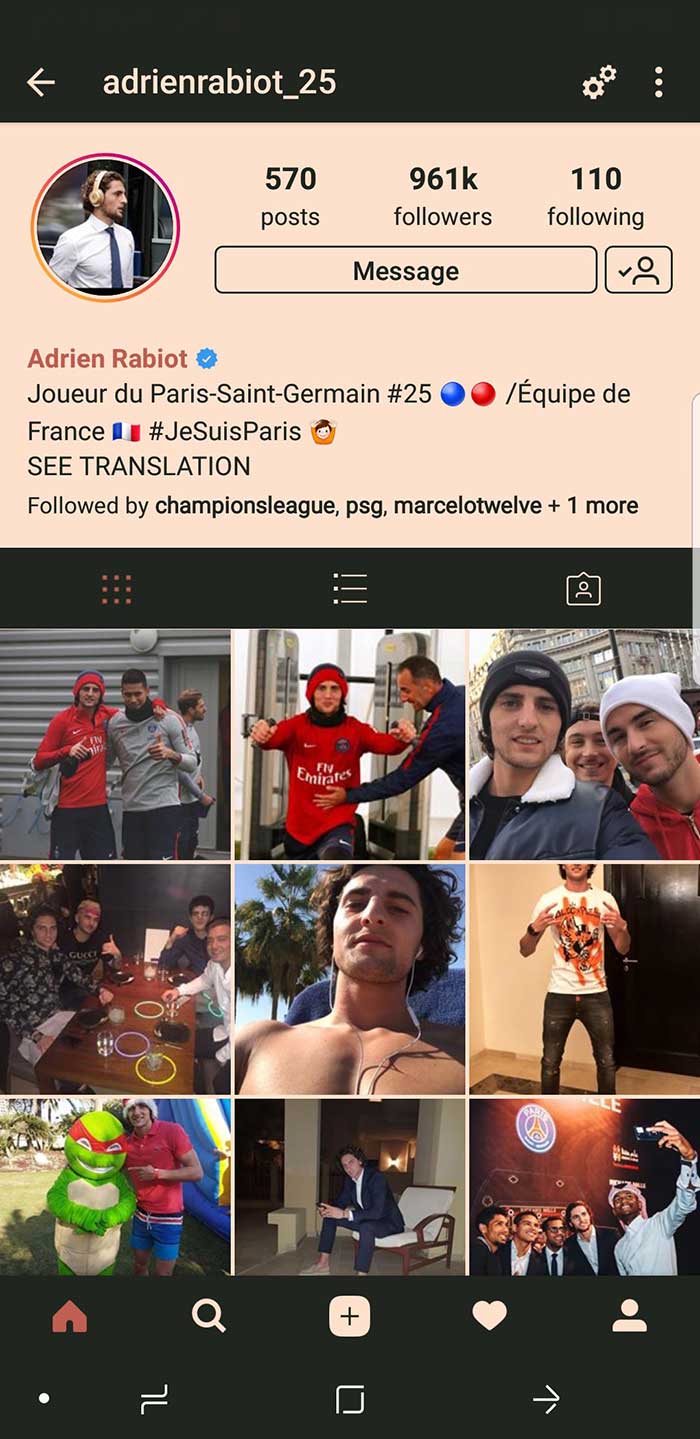 adrienrabiot_25
570 961k 110
posts followers following
Message
Adrien Rabiot
Joueur du Paris-Saint-Germain #25 🔵🔴 /Équipe de
France 🇫🇷 #JeSuisParis 🙆
SEE TRANSLATION
Followed by championsleague, psg, marcelotwelve + 1 more
Fly
Emirates
Fly
Emirates
GUCCI
PARIS